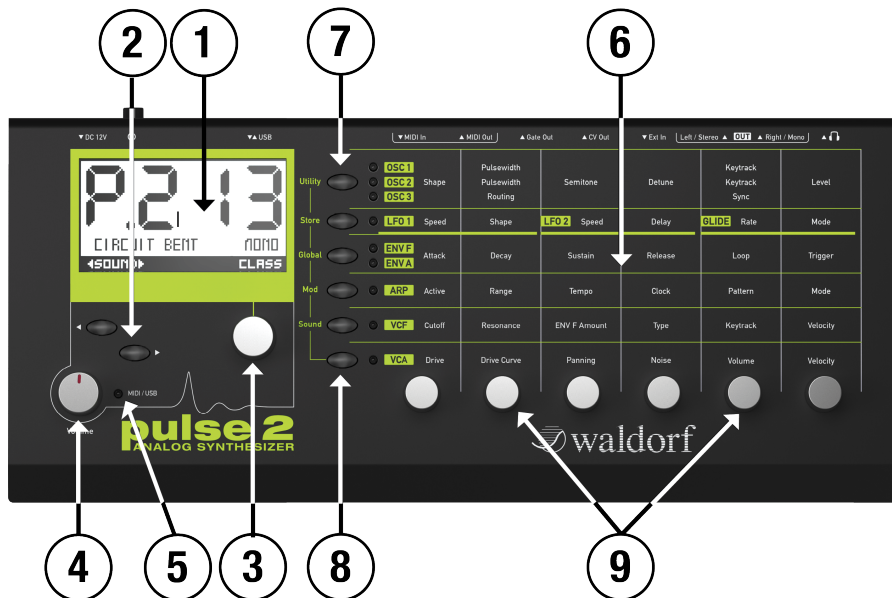 2
1
7
6
▼ DC 12V
▼▲ USB
▼ MIDI In
▲ MIDI Out
▲ Gate Out
▲ CV Out
▼ Ext In
Left / Stereo ▲ OUT ▲ Right / Mono
▲
P.2113
CIRCUIT BENT MONO
SOUND CLASS
Utility
Store
Global
Mod
Sound
OSC 1 Pulsewidth Keytrack
OSC 2 Shape Pulsewidth Semitone Detune Keytrack Level
OSC 3 Routing Sync
LFO 1 Speed Shape LFO 2 Speed Delay GLIDE Rate Mode
ENV F
ENV A Attack Decay Sustain Release Loop Trigger
ARP Active Range Tempo Clock Pattern Mode
VCF Cutoff Resonance ENV F Amount Type Keytrack Velocity
VCA Drive Drive Curve Panning Noise Volume Velocity
MIDI / USB
pulse 2
ANALOG SYNTHESIZER
waldorf
4
5
3
8
9